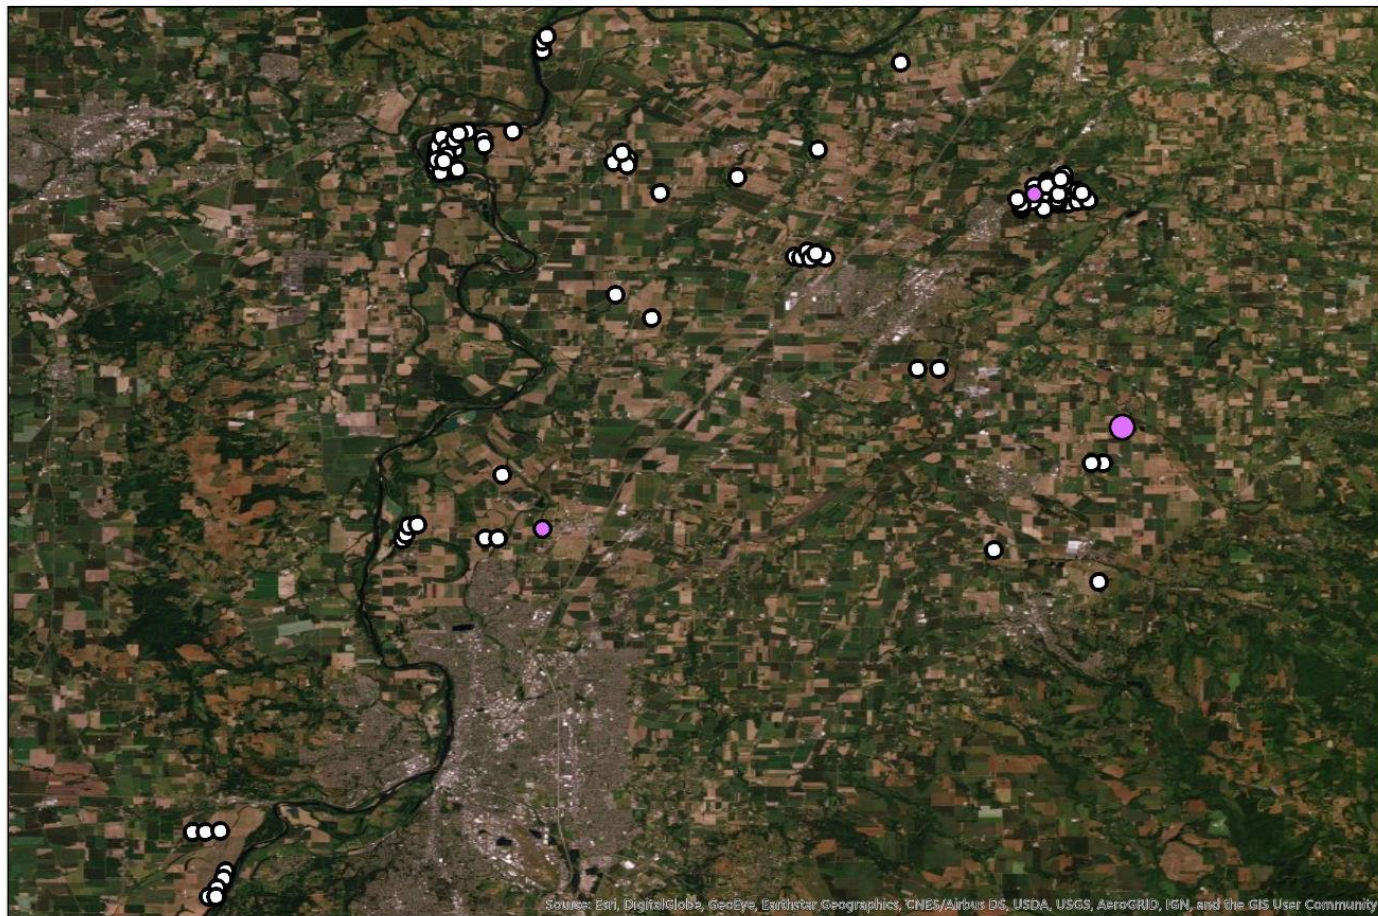 Source: Esri, DigitalGlobe, GeoEye, Earthstar Geographics, CNES/Airbus DS, USDA, USGS, AeroGRID, IGN, and the GIS User Community